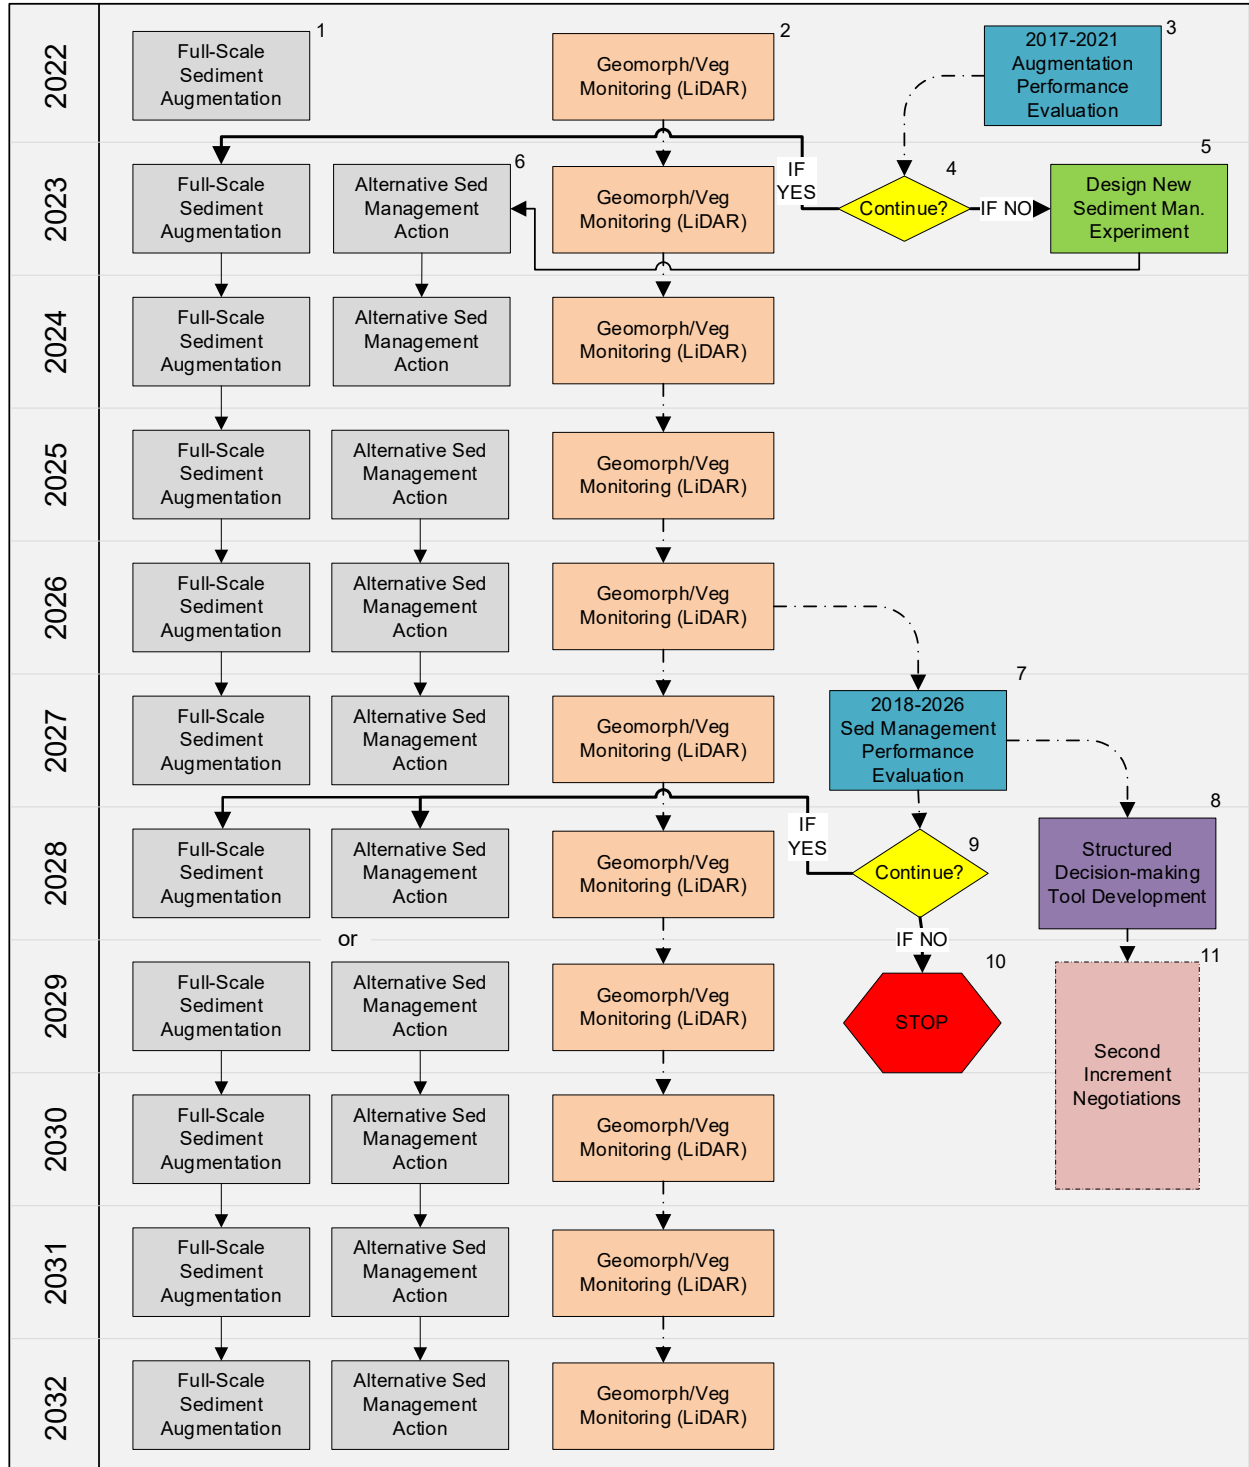 2022
1
Full-Scale
Sediment
Augmentation
2
Geomorph/Veg
Monitoring (LiDAR)
3
2017-2021
Augmentation
Performance
Evaluation
2023
Full-Scale
Sediment
Augmentation
6
Alternative Sed
Management
Action
Geomorph/Veg
Monitoring (LiDAR)
IF
YES
4
Continue?
IF NO
5
Design New
Sediment Man.
Experiment
2024
Full-Scale
Sediment
Augmentation
Alternative Sed
Management
Action
Geomorph/Veg
Monitoring (LiDAR)
2025
Full-Scale
Sediment
Augmentation
Alternative Sed
Management
Action
Geomorph/Veg
Monitoring (LiDAR)
2026
Full-Scale
Sediment
Augmentation
Alternative Sed
Management
Action
Geomorph/Veg
Monitoring (LiDAR)
2027
Full-Scale
Sediment
Augmentation
Alternative Sed
Management
Action
Geomorph/Veg
Monitoring (LiDAR)
7
2018-2026
Sed Management
Performance
Evaluation
2028
Full-Scale
Sediment
Augmentation
Alternative Sed
Management
Action
Geomorph/Veg
Monitoring (LiDAR)
IF
YES
9
Continue?
IF NO
8
Structured
Decision-making
Tool Development
or
2029
Full-Scale
Sediment
Augmentation
Alternative Sed
Management
Action
Geomorph/Veg
Monitoring (LiDAR)
10
STOP
11
Second
Increment
Negotiations
2030
Full-Scale
Sediment
Augmentation
Alternative Sed
Management
Action
Geomorph/Veg
Monitoring (LiDAR)
2031
Full-Scale
Sediment
Augmentation
Alternative Sed
Management
Action
Geomorph/Veg
Monitoring (LiDAR)
2032
Full-Scale
Sediment
Augmentation
Alternative Sed
Management
Action
Geomorph/Veg
Monitoring (LiDAR)